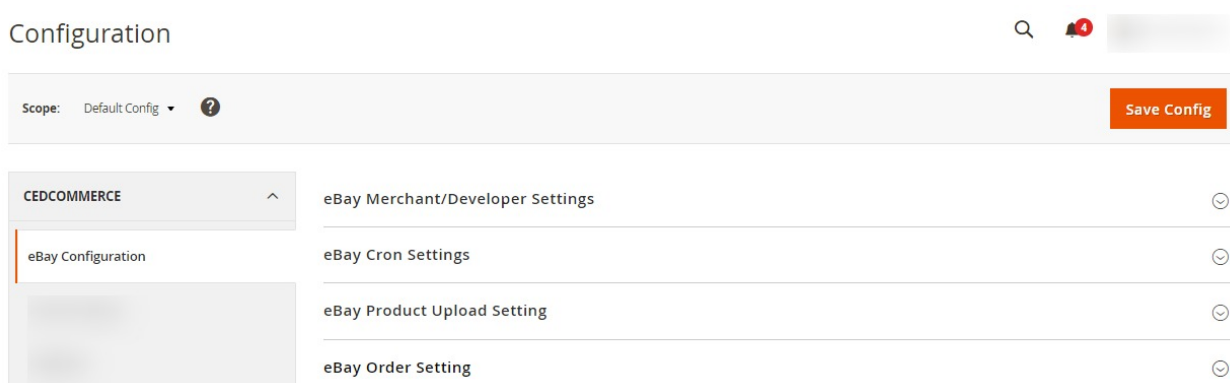 Configuration
4
Scope: Default Config ?
Save Config
CEDCOMMERCE
eBay Configuration
eBay Merchant/Developer Settings
eBay Cron Settings
eBay Product Upload Setting
eBay Order Setting